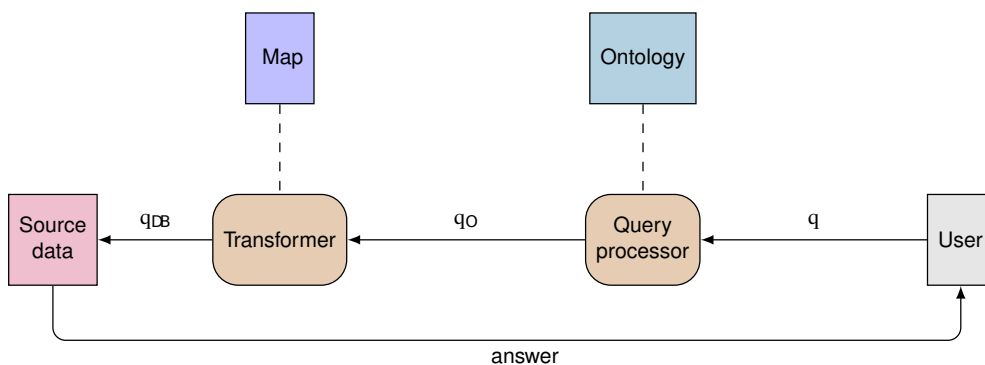 Map
Ontology
Source
data
qDB
Transformer
qO
Query
processor
q
User
answer